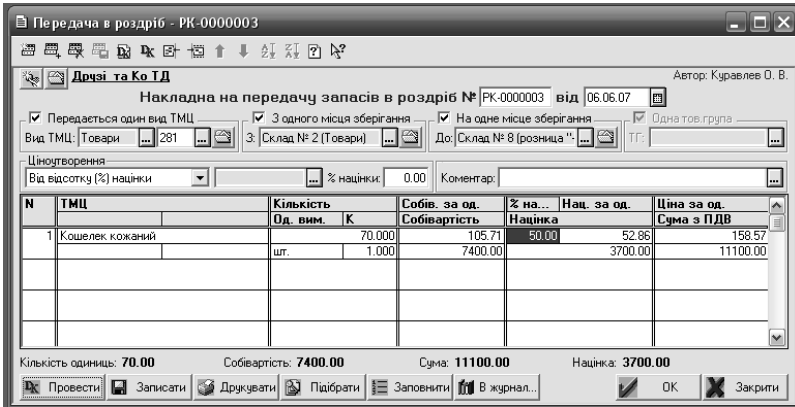 Передача в роздріб - РК-0000003
Друзі та Ко ТД
Автор: Куравлев О. В.
Накладна на передачу запасів в роздріб № РК-0000003 від 06.06.07
Передається один вид ТМЦ З одного місця зберігання На одне місце зберігання Одна тов.група
Вид ТМЦ: Товари ... 281 ... З: Склад № 2 (Товари) ... До: Склад № 8 (розница "- ... ТГ: ...
Ціноутворення
Від відсотку (%) націнки ... % націнки: 0.00 Коментар: ...
N ТМЦ Кількість Собів. за од. % на... Нац. за од. Ціна за од.
Од. вим. К Собівартість Націнка Сума з ПДВ
1 Кошелек кожаний 70.000 105.71 50.00 52.86 158.57
шт. 1.000 7400.00 3700.00 11100.00
Кількість одиниць: 70.00 Собівартість: 7400.00 Сума: 11100.00 Націнка: 3700.00
Провести Записати Друкувати Підібрати Заповнити В журнал... OK Закрити